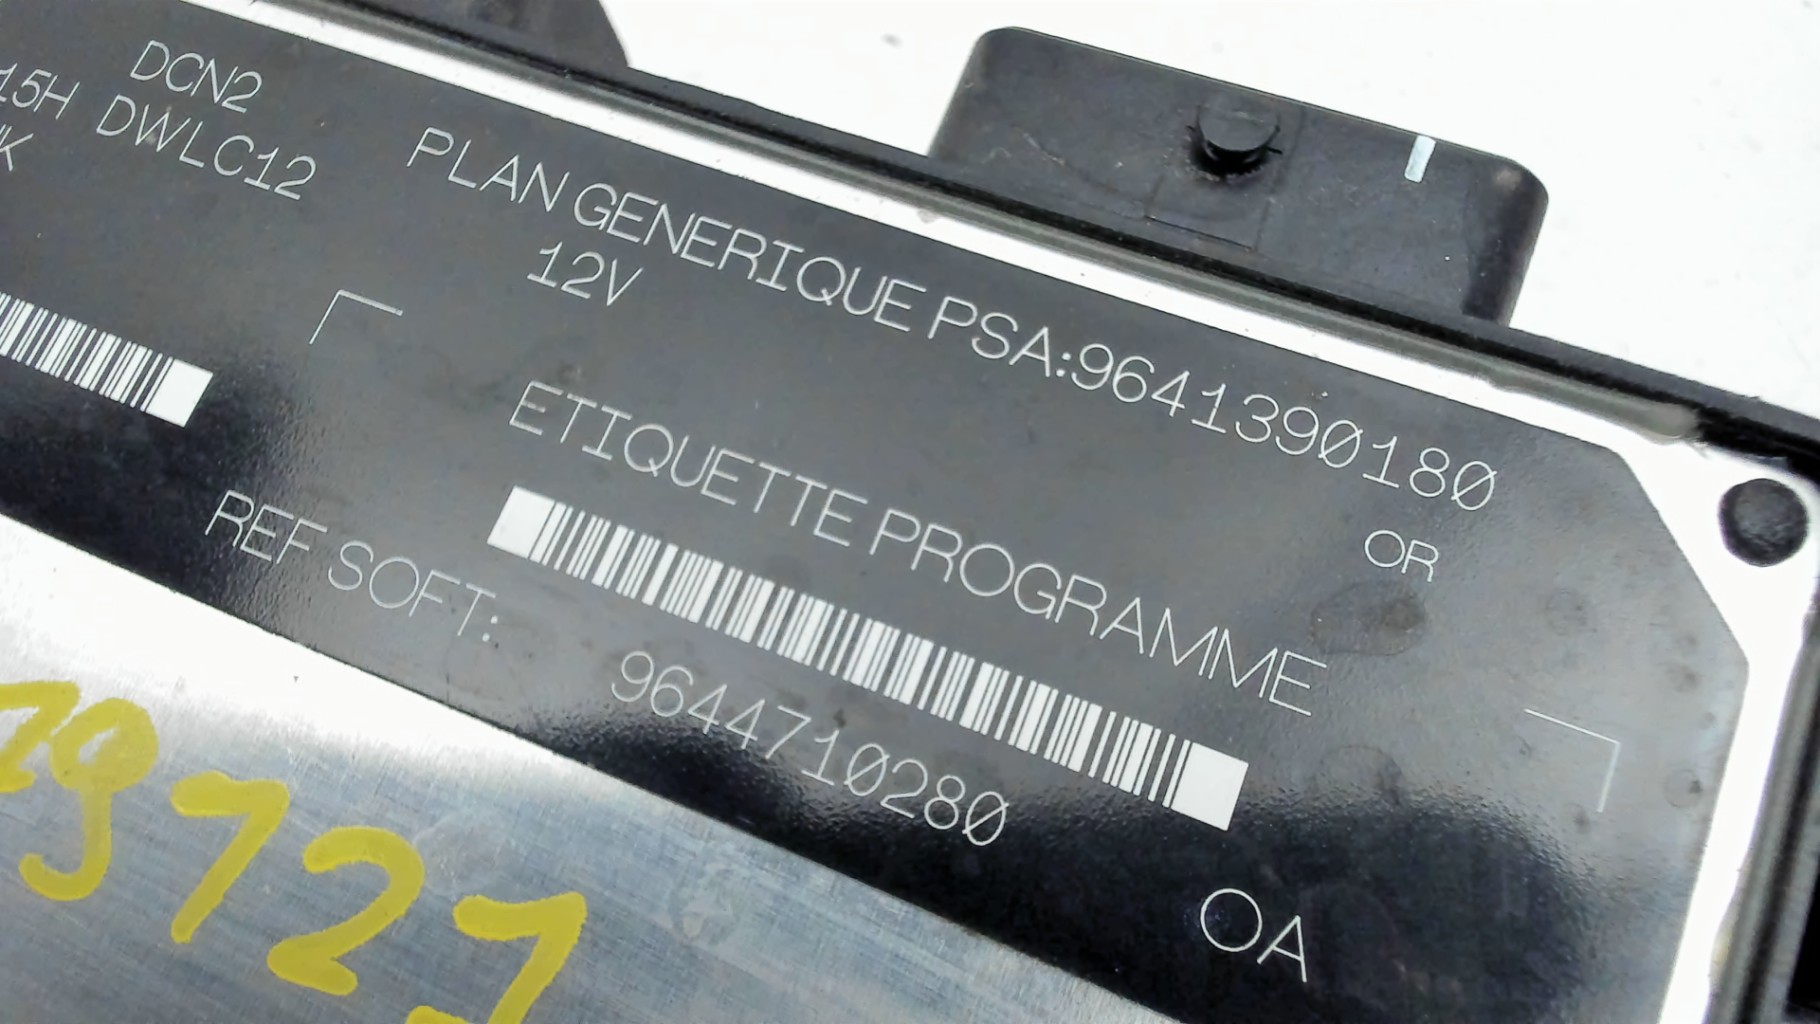 DCN2
15H DWLC12
PLAN GENERIQUE PSA:9641390180
12V
OR
ETIQUETTE PROGRAMME
REF SOFT:
9644710280
OA